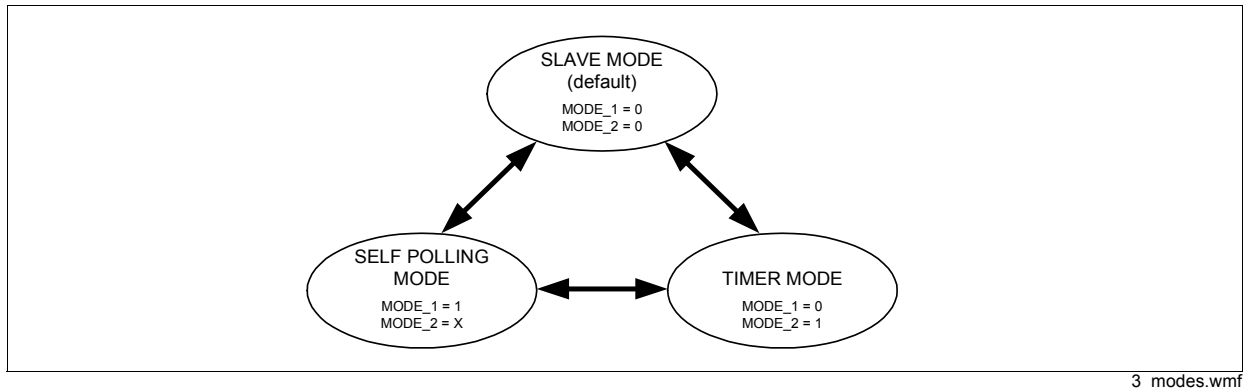 SLAVE MODE
(default)
MODE_1 = 0
MODE_2 = 0
SELF POLLING
MODE
MODE_1 = 1
MODE_2 = X
TIMER MODE
MODE_1 = 0
MODE_2 = 1
3_modes.wmf